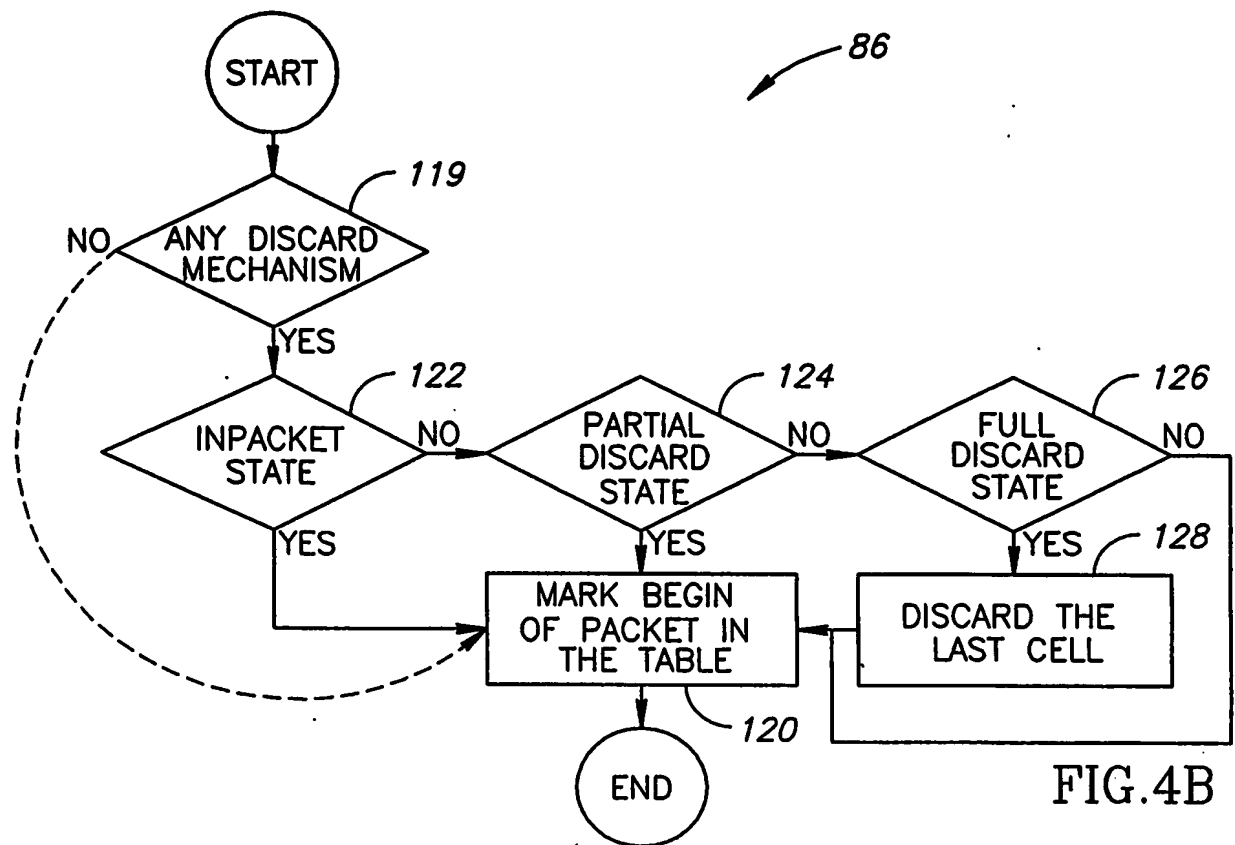 START
86
119
NO
ANY DISCARD
MECHANISM
YES
122
124
126
INPACKET
STATE
NO
PARTIAL
DISCARD
STATE
NO
FULL
DISCARD
STATE
NO
YES
YES
YES
128
MARK BEGIN
OF PACKET IN
THE TABLE
DISCARD THE
LAST CELL
120
END
FIG.4B